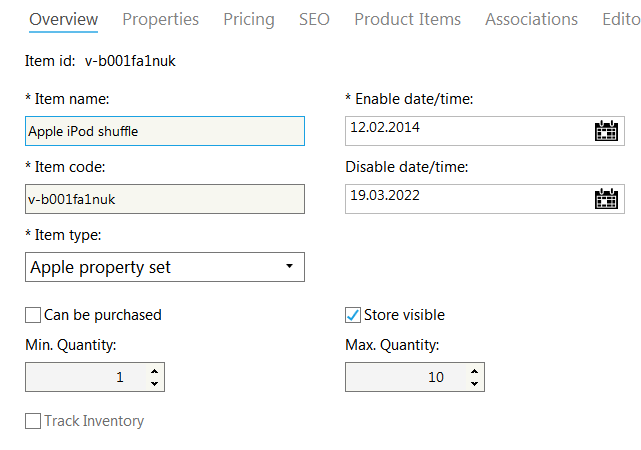 Overview Properties Pricing SEO Product Items Associations Edito
Item id: v-b001fa1nuk
* Item name: * Enable date/time:
Apple iPod shuffle 12.02.2014
* Item code: Disable date/time:
v-b001fa1nuk 19.03.2022
* Item type:
Apple property set
Can be purchased Store visible
Min. Quantity: Max. Quantity:
1 10
Track Inventory